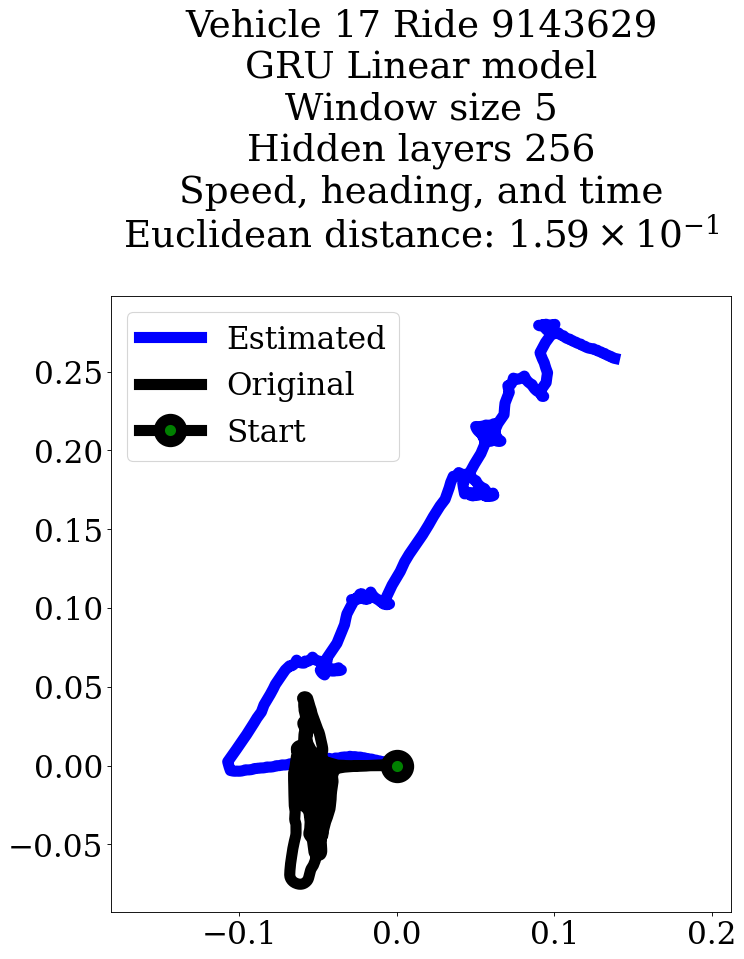 Vehicle 17 Ride 9143629
GRU Linear model
Window size 5
Hidden layers 256
Speed, heading, and time
Euclidean distance: 1.59 × 10⁻¹
Estimated
Original
Start
0.25
0.20
0.15
0.10
0.05
0.00
−0.05
−0.1
0.0
0.1
0.2